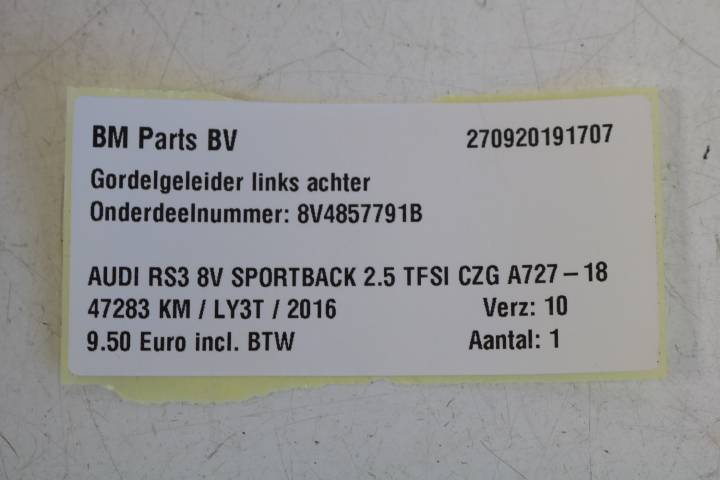 BM Parts BV 270920191707
Gordelgeleider links achter
Onderdeelnummer: 8V4857791B
AUDI RS3 8V SPORTBACK 2.5 TFSI CZG A727-18
47283 KM / LY3T / 2016 Verz: 10
9.50 Euro incl. BTW Aantal: 1